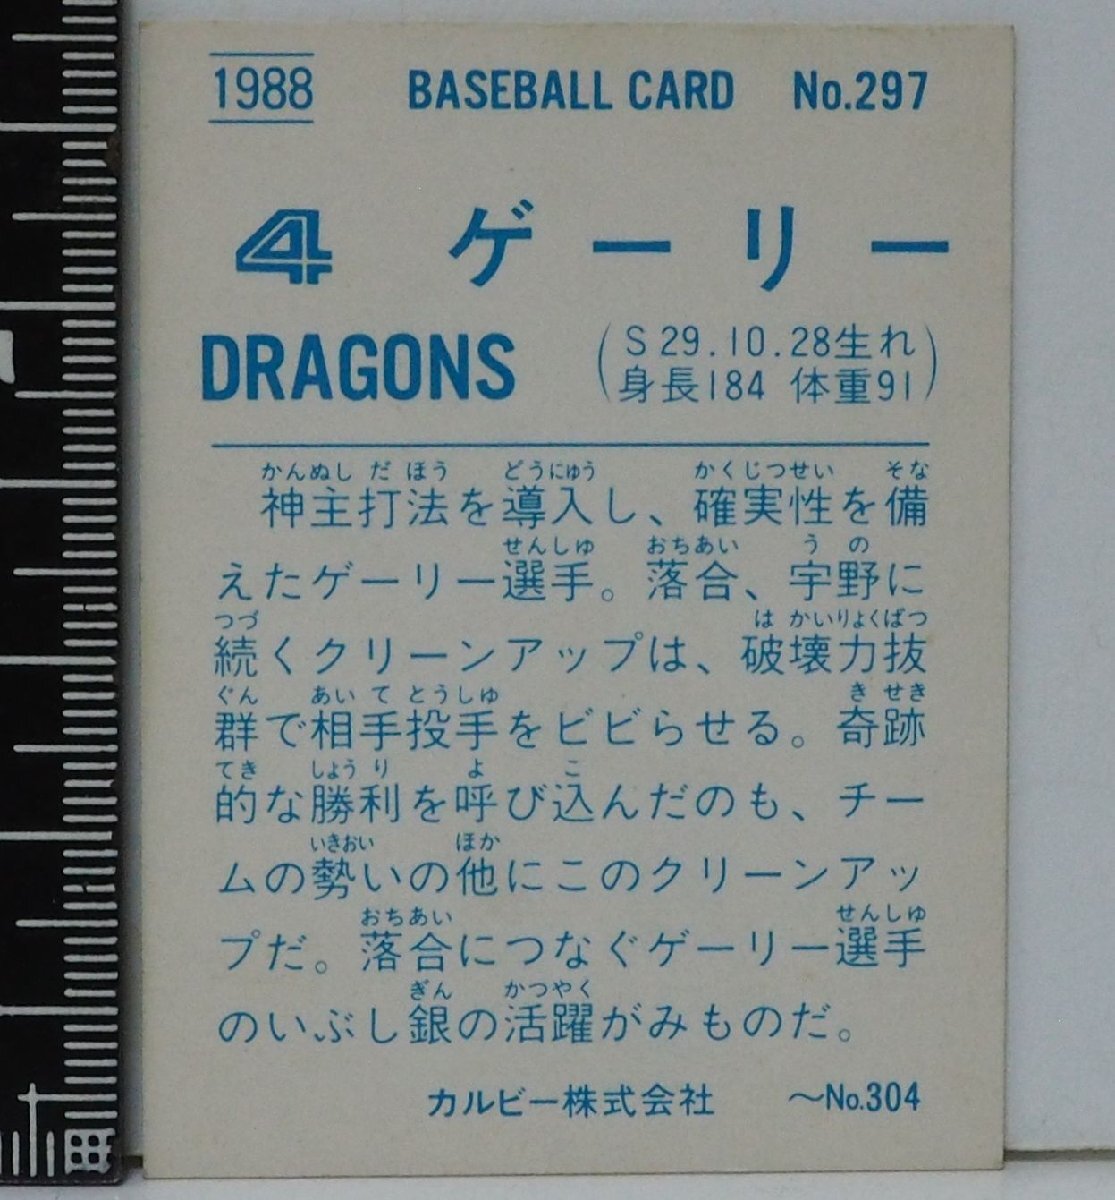 1988 BASEBALL CARD No.297
4 ゲーリー
DRAGONS
(S29.10.28生れ
身長184 体重91)
かんぬし だ ほう どうにゅう かくじつせい そな
神主打法を導入し、確実性を備
せんしゅ おちあい う の
えたゲーリー選手。落合、宇野に
つづ は かいりょくばつ
続くクリーンアップは、破壊力抜
ぐん あい て とうしゅ き せき
群で相手投手をビビらせる。奇跡
てき しょう り よ こ
的な勝利を呼び込んだのも、チー
いきおい ほか
ムの勢いの他にこのクリーンアッ
おちあい せんしゅ
プだ。落合につなぐゲーリー選手
ぎん かつやく
のいぶし銀の活躍がみものだ。
カルビー株式会社 〜No.304